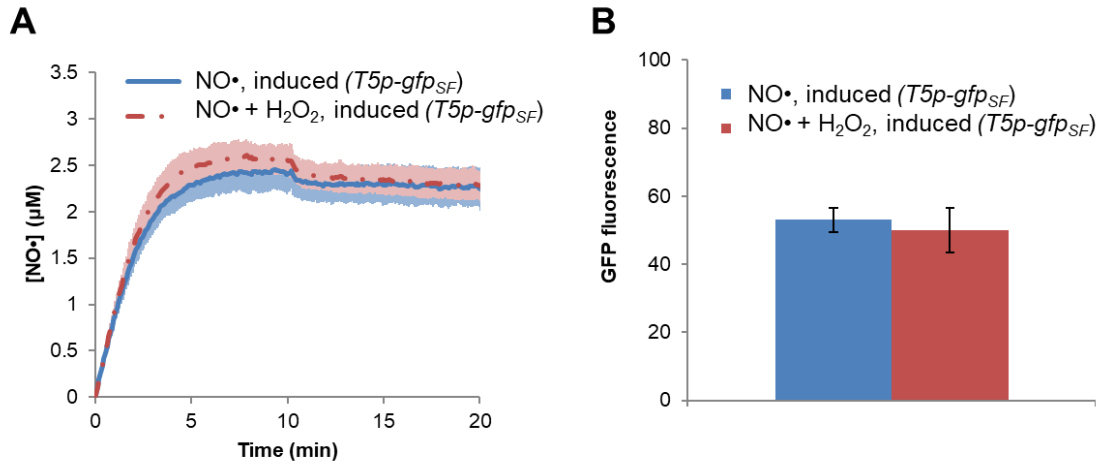 A
NO•, induced (T5p-gfpSF)
NO• + H2O2, induced (T5p-gfpSF)
[NO•] (µM)
3.5
3
2.5
2
1.5
1
0.5
0
0
5
10
15
20
Time (min)
B
NO•, induced (T5p-gfpSF)
NO• + H2O2, induced (T5p-gfpSF)
GFP fluorescence
100
80
60
40
20
0